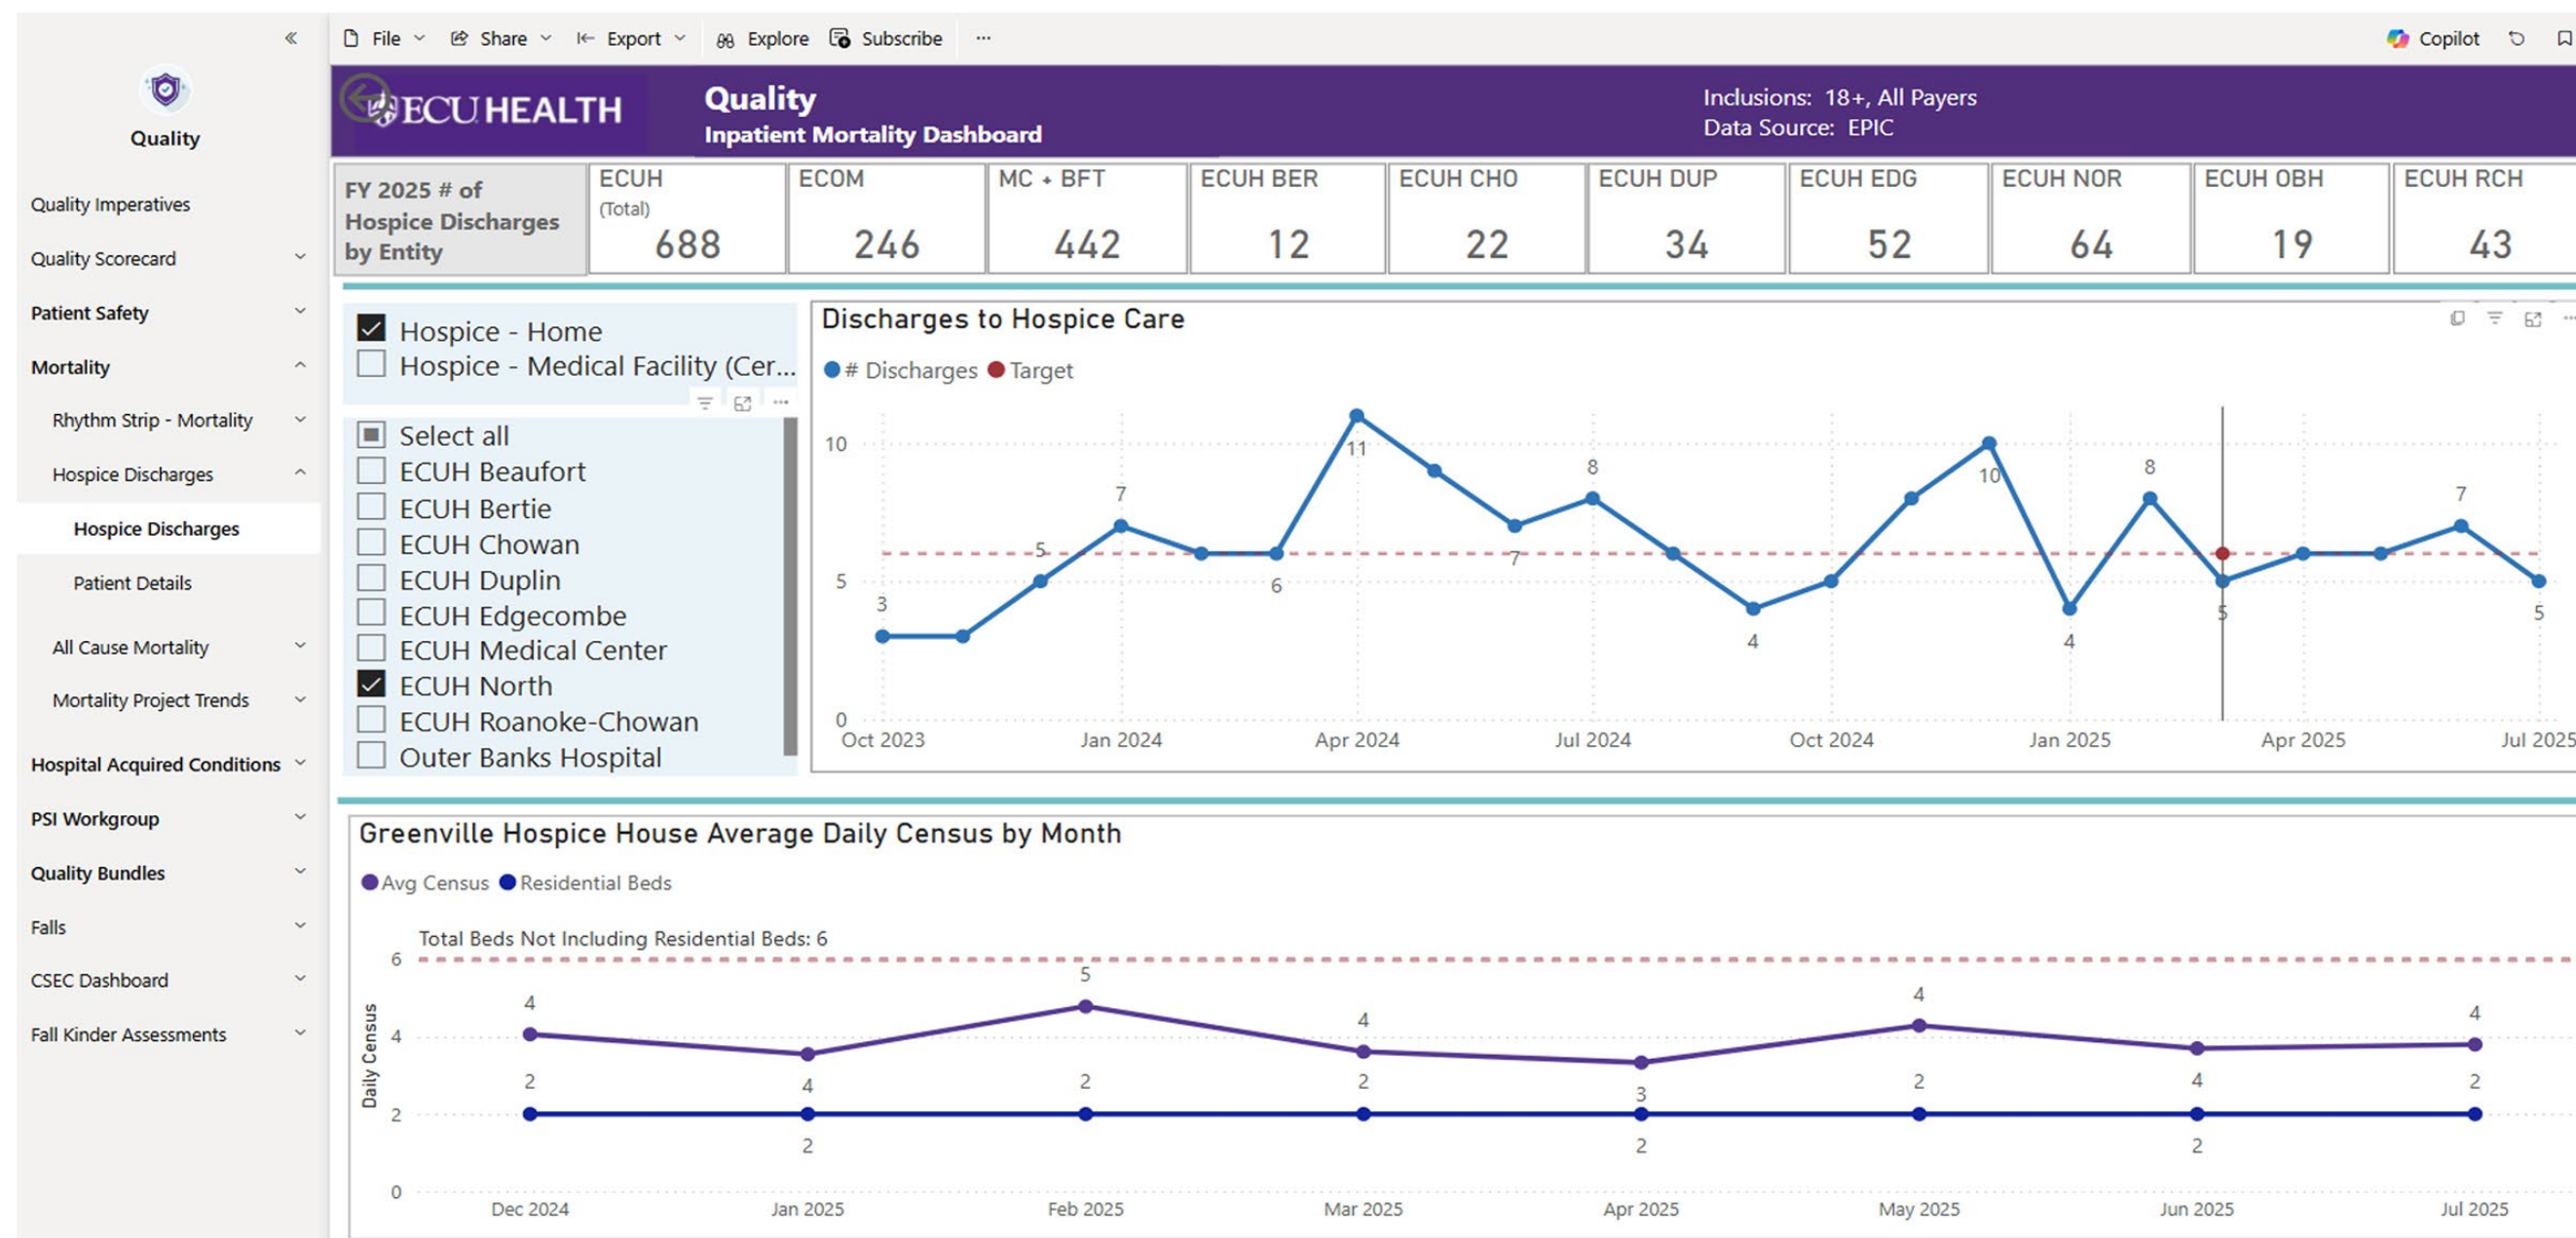 File Share Export Explore Subscribe ... Copilot
Quality
Quality Imperatives
Quality Scorecard
Patient Safety
Mortality
Rhythm Strip - Mortality
Hospice Discharges
Hospice Discharges
Patient Details
All Cause Mortality
Mortality Project Trends
Hospital Acquired Conditions
PSI Workgroup
Quality Bundles
Falls
CSEC Dashboard
Fall Kinder Assessments
ECU HEALTH
Quality
Inpatient Mortality Dashboard
Inclusions: 18+, All Payers
Data Source: EPIC
FY 2025 # of
Hospice Discharges
by Entity
ECUH
(Total)
688
ECOM
246
MC + BFT
442
ECUH BER
12
ECUH CHO
22
ECUH DUP
34
ECUH EDG
52
ECUH NOR
64
ECUH OBH
19
ECUH RCH
43
Hospice - Home
Hospice - Medical Facility (Cer...
Select all
ECUH Beaufort
ECUH Bertie
ECUH Chowan
ECUH Duplin
ECUH Edgecombe
ECUH Medical Center
ECUH North
ECUH Roanoke-Chowan
Outer Banks Hospital
Discharges to Hospice Care
# Discharges Target
10
5
0
3 5 7 6 11 7 8 4 10 4 8 5 7 5
Oct 2023 Jan 2024 Apr 2024 Jul 2024 Oct 2024 Jan 2025 Apr 2025 Jul 2025
Greenville Hospice House Average Daily Census by Month
Avg Census Residential Beds
Total Beds Not Including Residential Beds: 6
Daily Census
6
4
2
0
4 4 5 4 3 4 4 4
2 2 2 2 2 2 2 2
Dec 2024 Jan 2025 Feb 2025 Mar 2025 Apr 2025 May 2025 Jun 2025 Jul 2025